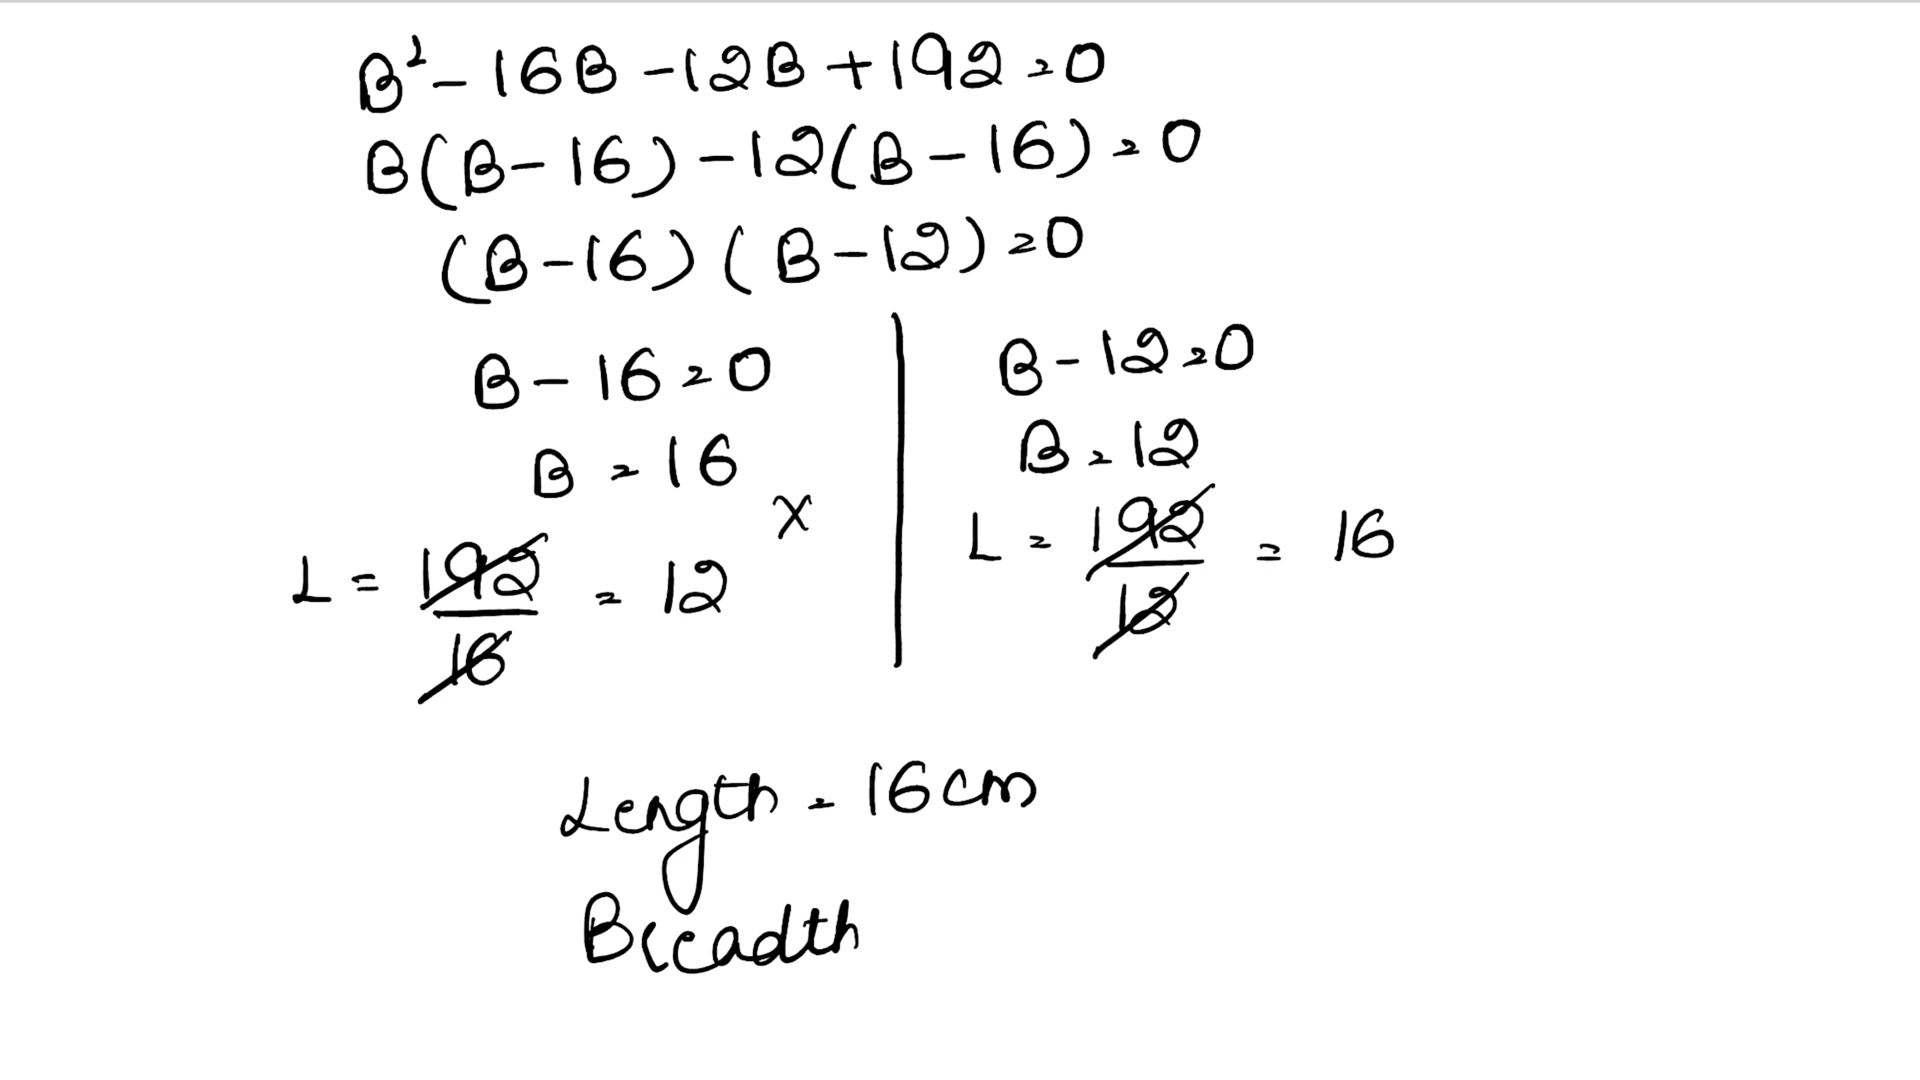 B² - 16B - 12B + 192 = 0
B(B - 16) - 12(B - 16) = 0
(B - 16) (B - 12) = 0
B - 16 = 0
B = 16
X
L = 192/16 = 12
B - 12 = 0
B = 12
L = 192/12 = 16
Length = 16cm
Breadth